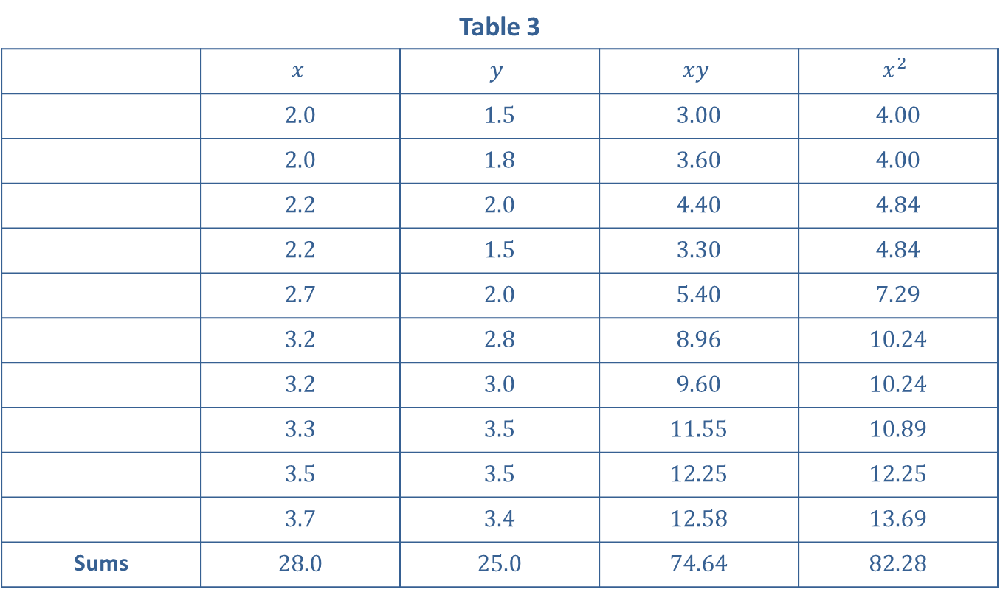 Table 3
x y xy x²
2.0 1.5 3.00 4.00
2.0 1.8 3.60 4.00
2.2 2.0 4.40 4.84
2.2 1.5 3.30 4.84
2.7 2.0 5.40 7.29
3.2 2.8 8.96 10.24
3.2 3.0 9.60 10.24
3.3 3.5 11.55 10.89
3.5 3.5 12.25 12.25
3.7 3.4 12.58 13.69
Sums 28.0 25.0 74.64 82.28